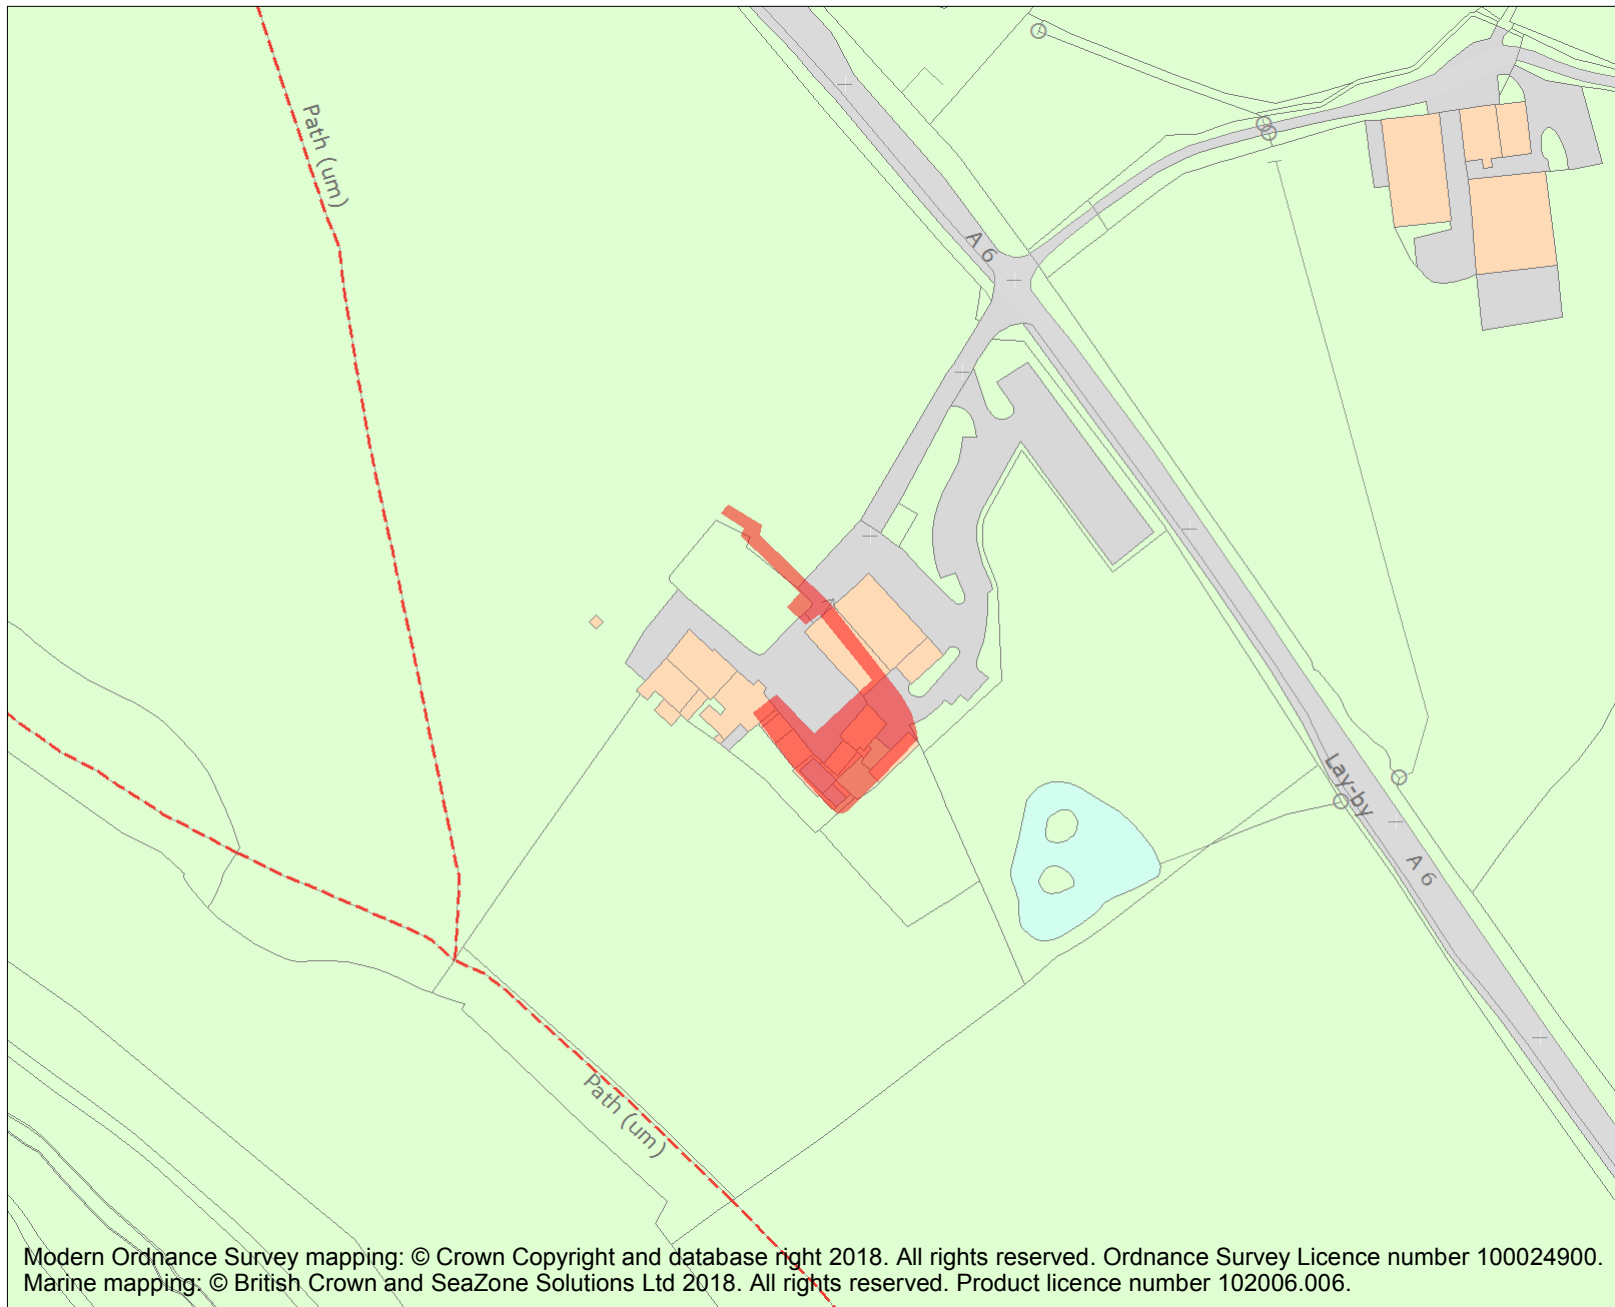 Path (um)
A 6
Lay-by
A 6
Path (um)
Modern Ordnance Survey mapping: © Crown Copyright and database right 2018. All rights reserved. Ordnance Survey Licence number 100024900.
Marine mapping: © British Crown and SeaZone Solutions Ltd 2018. All rights reserved. Product licence number 102006.006.